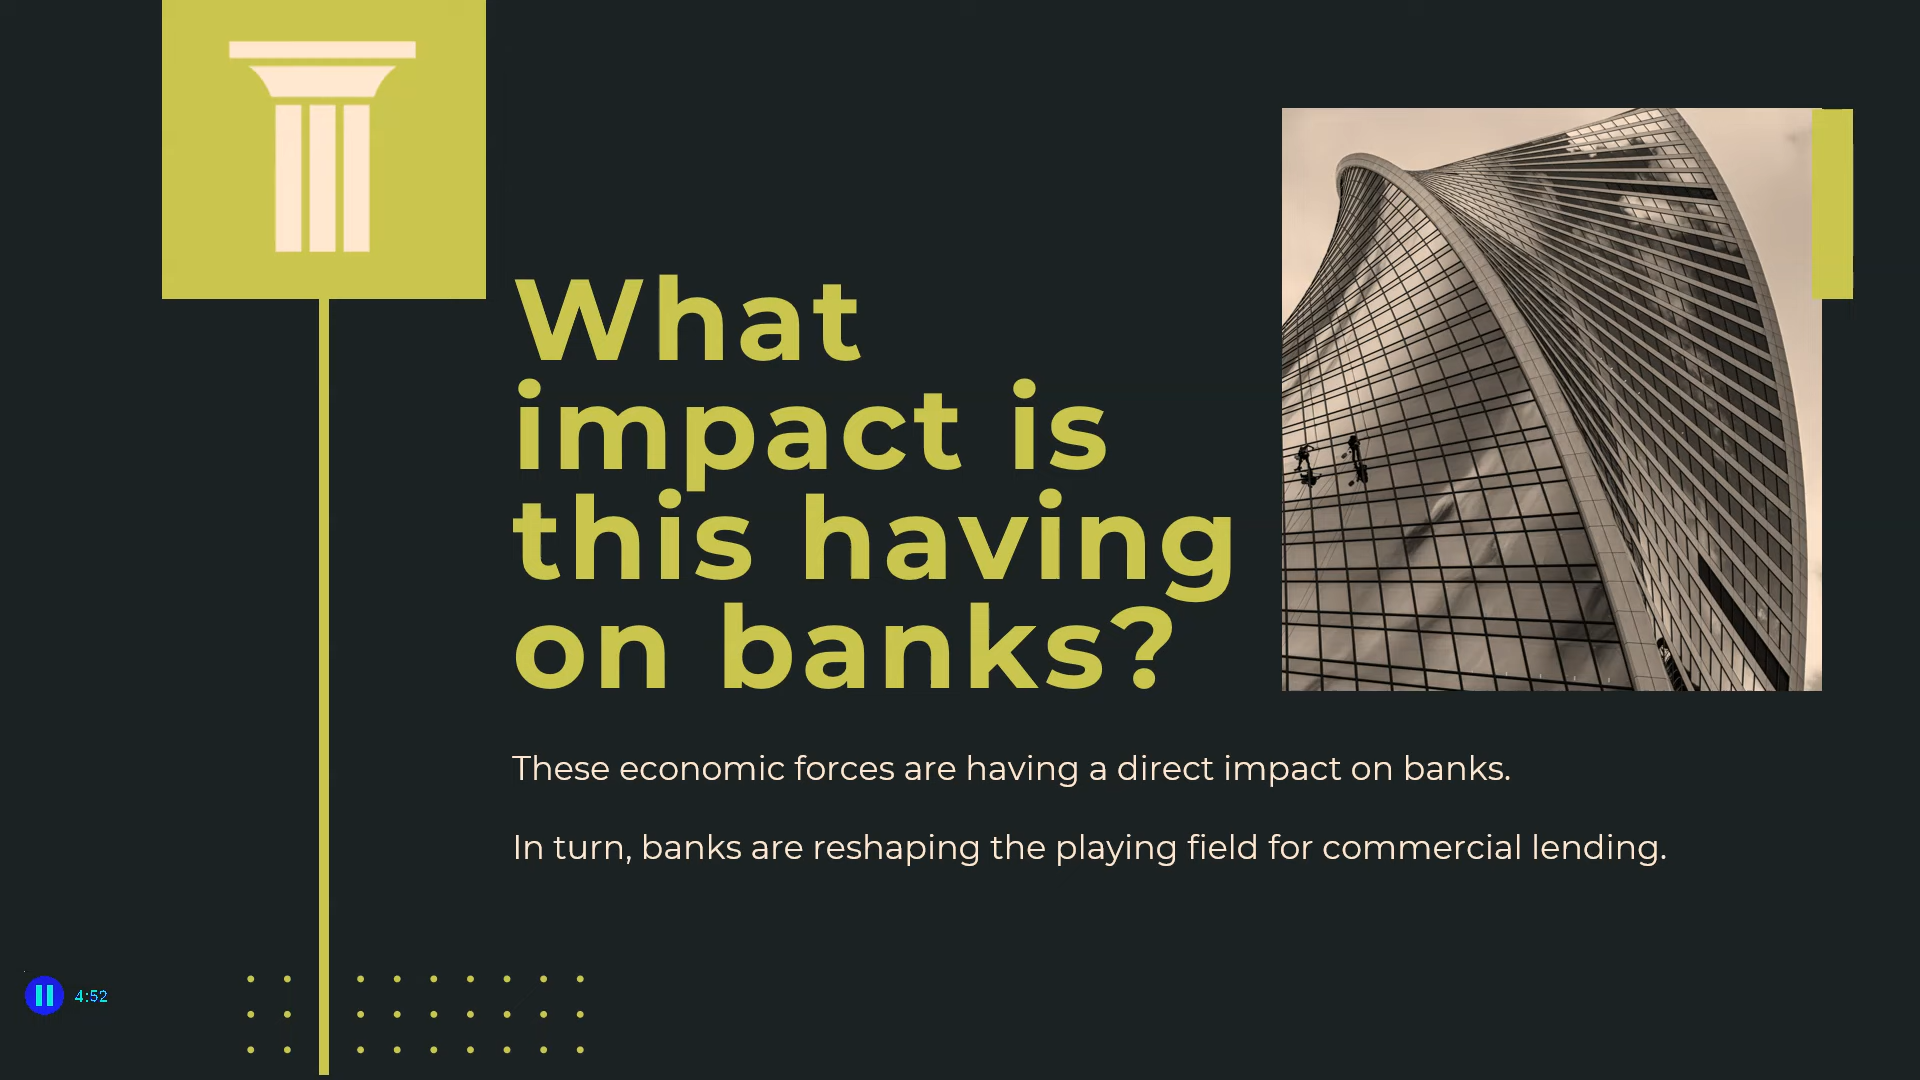 What
impact is
this having
on banks?
These economic forces are having a direct impact on banks.
In turn, banks are reshaping the playing field for commercial lending.
4:52